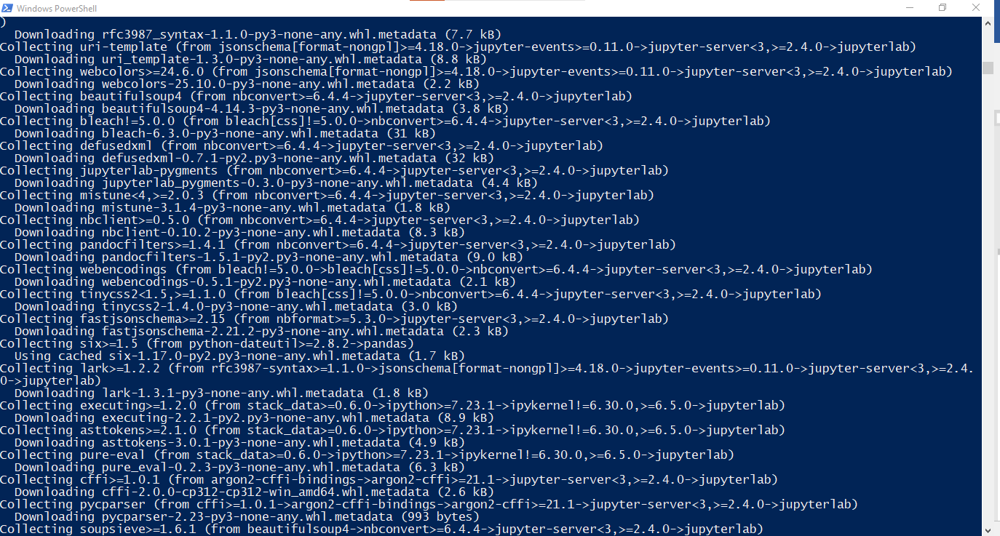 Windows PowerShell
)
  Downloading rfc3987_syntax-1.1.0-py3-none-any.whl.metadata (7.7 kB)
Collecting uri-template (from jsonschema[format-nongpl]>=4.18.0->jupyter-events>=0.11.0->jupyter-server<3,>=2.4.0->jupyterlab)
  Downloading uri_template-1.3.0-py3-none-any.whl.metadata (8.8 kB)
Collecting webcolors>=24.6.0 (from jsonschema[format-nongpl]>=4.18.0->jupyter-events>=0.11.0->jupyter-server<3,>=2.4.0->jupyterlab)
  Downloading webcolors-25.10.0-py3-none-any.whl.metadata (2.2 kB)
Collecting beautifulsoup4 (from nbconvert>=6.4.4->jupyter-server<3,>=2.4.0->jupyterlab)
  Downloading beautifulsoup4-4.14.3-py3-none-any.whl.metadata (3.8 kB)
Collecting bleach!=5.0.0 (from bleach[css]!=5.0.0->nbconvert>=6.4.4->jupyter-server<3,>=2.4.0->jupyterlab)
  Downloading bleach-6.3.0-py3-none-any.whl.metadata (31 kB)
Collecting defusedxml (from nbconvert>=6.4.4->jupyter-server<3,>=2.4.0->jupyterlab)
  Downloading defusedxml-0.7.1-py2.py3-none-any.whl.metadata (32 kB)
Collecting jupyterlab-pygments (from nbconvert>=6.4.4->jupyter-server<3,>=2.4.0->jupyterlab)
  Downloading jupyterlab_pygments-0.3.0-py3-none-any.whl.metadata (4.4 kB)
Collecting mistune<4,>=2.0.3 (from nbconvert>=6.4.4->jupyter-server<3,>=2.4.0->jupyterlab)
  Downloading mistune-3.1.4-py3-none-any.whl.metadata (1.8 kB)
Collecting nbclient>=0.5.0 (from nbconvert>=6.4.4->jupyter-server<3,>=2.4.0->jupyterlab)
  Downloading nbclient-0.10.2-py3-none-any.whl.metadata (8.3 kB)
Collecting pandocfilters>=1.4.1 (from nbconvert>=6.4.4->jupyter-server<3,>=2.4.0->jupyterlab)
  Downloading pandocfilters-1.5.1-py2.py3-none-any.whl.metadata (9.0 kB)
Collecting webencodings (from bleach!=5.0.0->bleach[css]!=5.0.0->nbconvert>=6.4.4->jupyter-server<3,>=2.4.0->jupyterlab)
  Downloading webencodings-0.5.1-py2.py3-none-any.whl.metadata (2.1 kB)
Collecting tinycss2<1.5,>=1.1.0 (from bleach[css]!=5.0.0->nbconvert>=6.4.4->jupyter-server<3,>=2.4.0->jupyterlab)
  Downloading tinycss2-1.4.0-py3-none-any.whl.metadata (3.0 kB)
Collecting fastjsonschema>=2.15 (from nbformat>=5.3.0->jupyter-server<3,>=2.4.0->jupyterlab)
  Downloading fastjsonschema-2.21.2-py3-none-any.whl.metadata (2.3 kB)
Collecting six>=1.5 (from python-dateutil>=2.8.2->pandas)
  Using cached six-1.17.0-py2.py3-none-any.whl.metadata (1.7 kB)
Collecting lark>=1.2.2 (from rfc3987-syntax>=1.1.0->jsonschema[format-nongpl]>=4.18.0->jupyter-events>=0.11.0->jupyter-server<3,>=2.4.
0->jupyterlab)
  Downloading lark-1.3.1-py3-none-any.whl.metadata (1.8 kB)
Collecting executing>=1.2.0 (from stack_data>=0.6.0->ipython>=7.23.1->ipykernel!=6.30.0,>=6.5.0->jupyterlab)
  Downloading executing-2.2.1-py2.py3-none-any.whl.metadata (8.9 kB)
Collecting asttokens>=2.1.0 (from stack_data>=0.6.0->ipython>=7.23.1->ipykernel!=6.30.0,>=6.5.0->jupyterlab)
  Downloading asttokens-3.0.1-py3-none-any.whl.metadata (4.9 kB)
Collecting pure-eval (from stack_data>=0.6.0->ipython>=7.23.1->ipykernel!=6.30.0,>=6.5.0->jupyterlab)
  Downloading pure_eval-0.2.3-py3-none-any.whl.metadata (6.3 kB)
Collecting cffi>=1.0.1 (from argon2-cffi-bindings->argon2-cffi>=21.1->jupyter-server<3,>=2.4.0->jupyterlab)
  Downloading cffi-2.0.0-cp312-cp312-win_amd64.whl.metadata (2.6 kB)
Collecting pycparser (from cffi>=1.0.1->argon2-cffi-bindings->argon2-cffi>=21.1->jupyter-server<3,>=2.4.0->jupyterlab)
  Downloading pycparser-2.23-py3-none-any.whl.metadata (993 bytes)
Collecting soupsieve>=1.6.1 (from beautifulsoup4->nbconvert>=6.4.4->jupyter-server<3,>=2.4.0->jupyterlab)